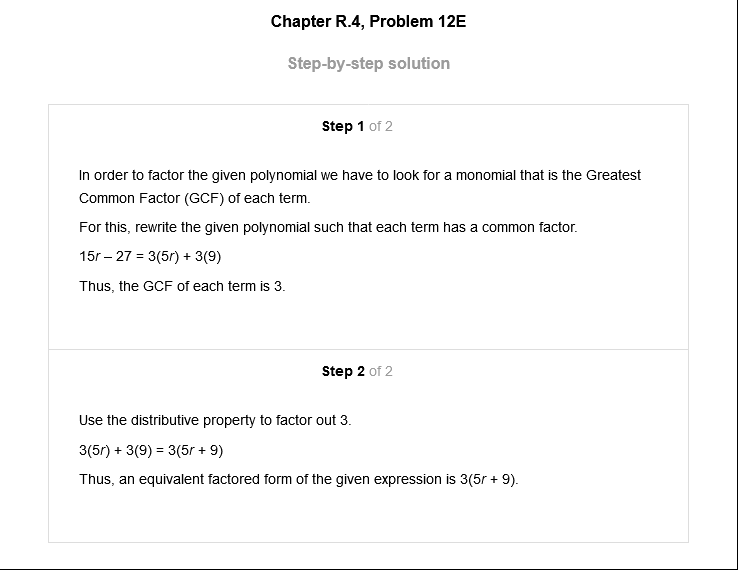 Chapter R.4, Problem 12E
Step-by-step solution
Step 1 of 2
In order to factor the given polynomial we have to look for a monomial that is the Greatest
Common Factor (GCF) of each term.
For this, rewrite the given polynomial such that each term has a common factor.
15r – 27 = 3(5r) + 3(9)
Thus, the GCF of each term is 3.
Step 2 of 2
Use the distributive property to factor out 3.
3(5r) + 3(9) = 3(5r + 9)
Thus, an equivalent factored form of the given expression is 3(5r + 9).